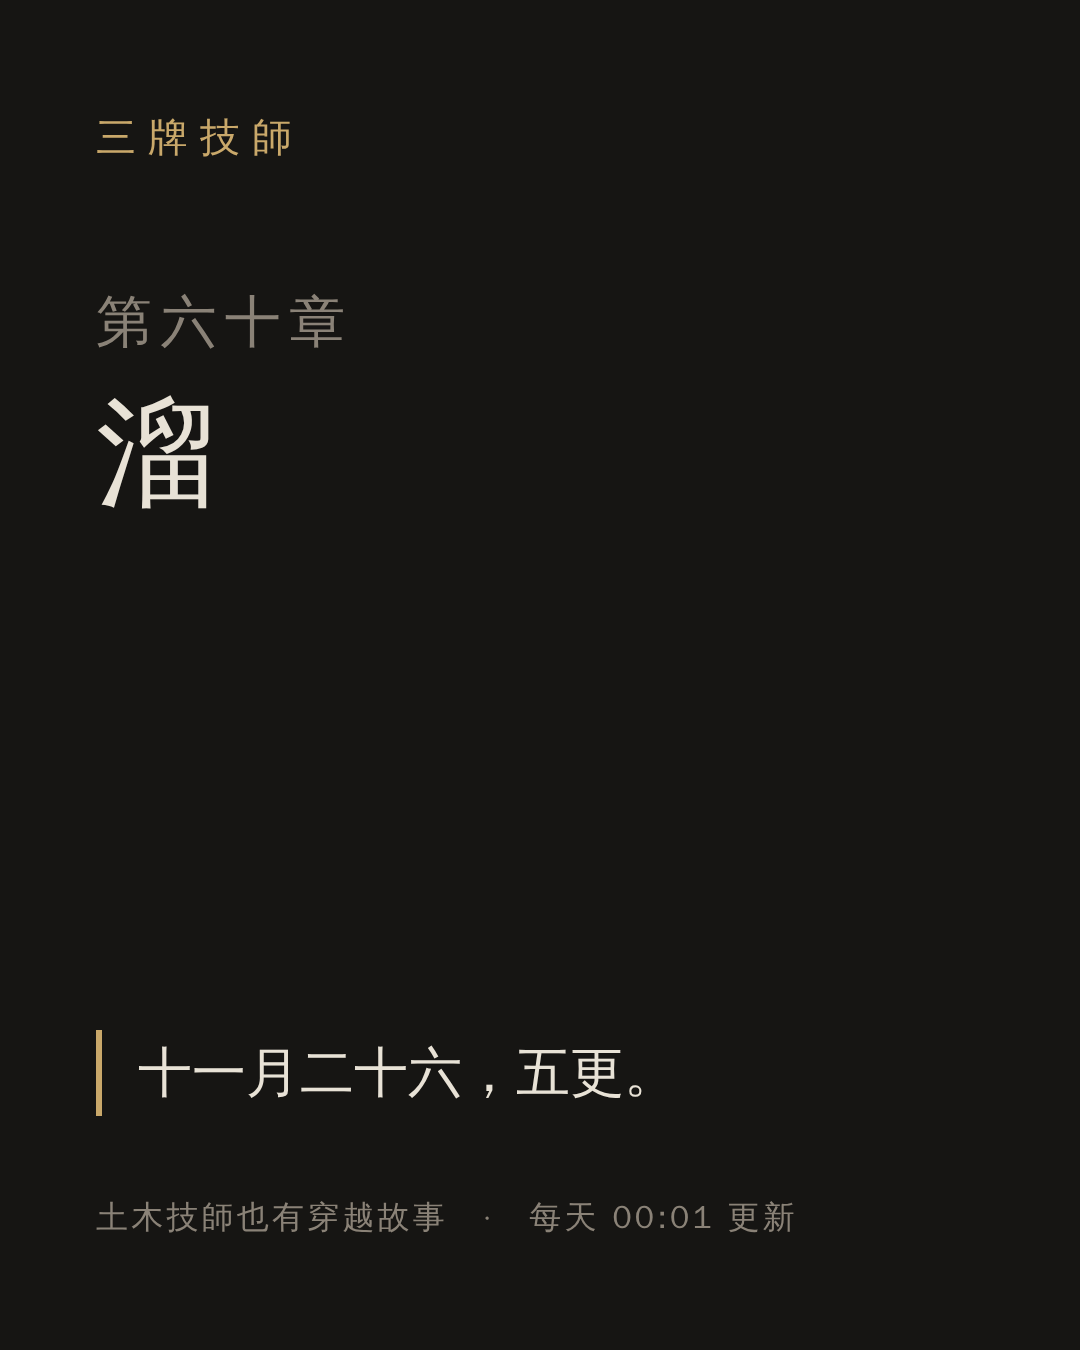 三牌技師
第六十章
溜
十一月二十六，五更。
土木技師也有穿越故事 · 每天 00:01 更新